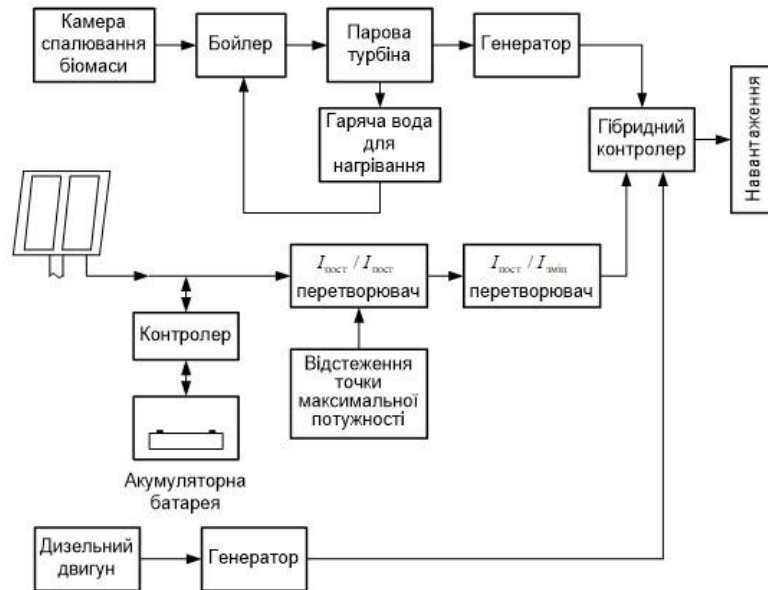 Камера
спалювання
біомаси
Бойлер
Парова
турбіна
Генератор
Гаряча вода
для
нагрівання
Гібридний
контролер
Навантаження
Iпост / Iпост
перетворювач
Iпост / Iзмін
перетворювач
Контролер
Відстеження
точки
максимальної
потужності
Акумуляторна
батарея
Дизельний
двигун
Генератор